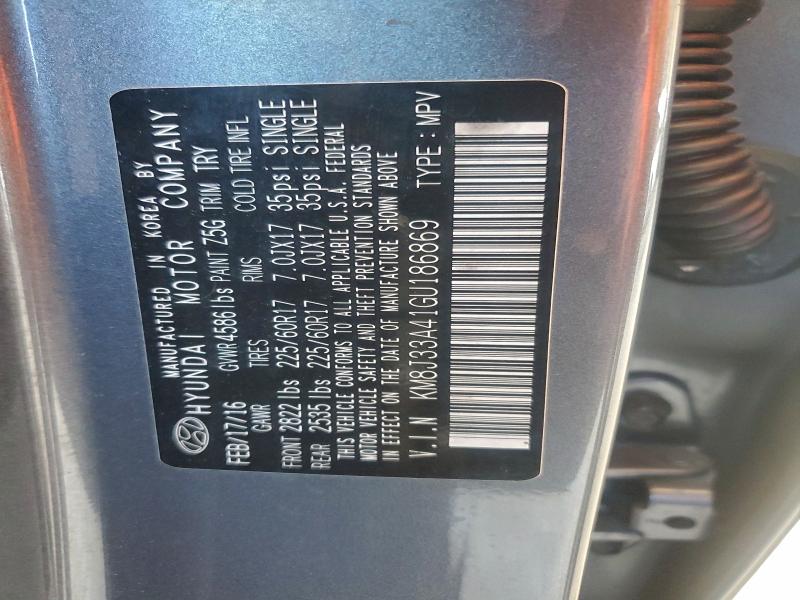 MANUFACTURED IN KOREA BY
HYUNDAI MOTOR COMPANY
FEB/17/16 GVWR 4586 lbs PAINT Z5G TRIM TRY
GAWR TIRES RIMS COLD TIRE INFL
FRONT 2822 lbs 225/60R17 7.0JX17 35psi SINGLE
REAR 2535 lbs 225/60R17 7.0JX17 35psi SINGLE
THIS VEHICLE CONFORMS TO ALL APPLICABLE U.S.A. FEDERAL
MOTOR VEHICLE SAFETY AND THEFT PREVENTION STANDARDS
IN EFFECT ON THE DATE OF MANUFACTURE SHOWN ABOVE
V.I.N KM8J33A41GU186869 TYPE : MPV